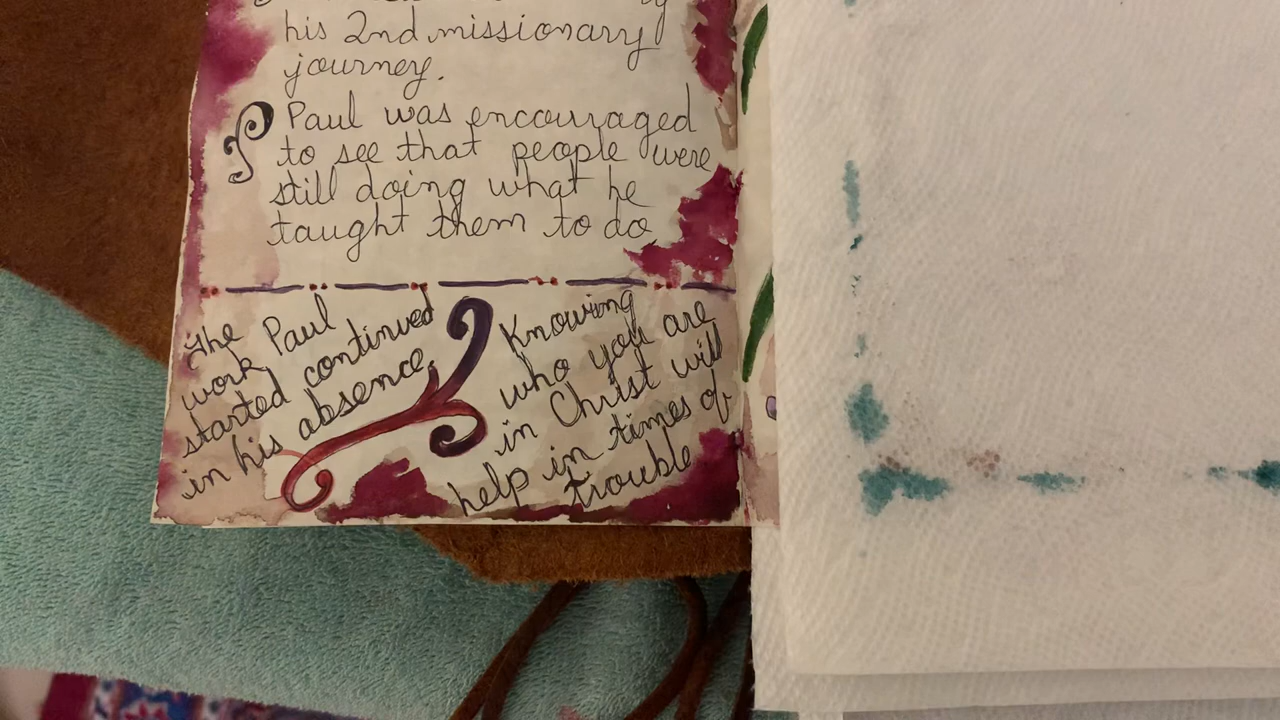 his 2nd missionary
journey.
Paul was encouraged
to see that people were
still doing what he
taught them to do
The
work Paul
started continued
in his absence.
Knowing
who you are
in Christ will
help in times of
trouble